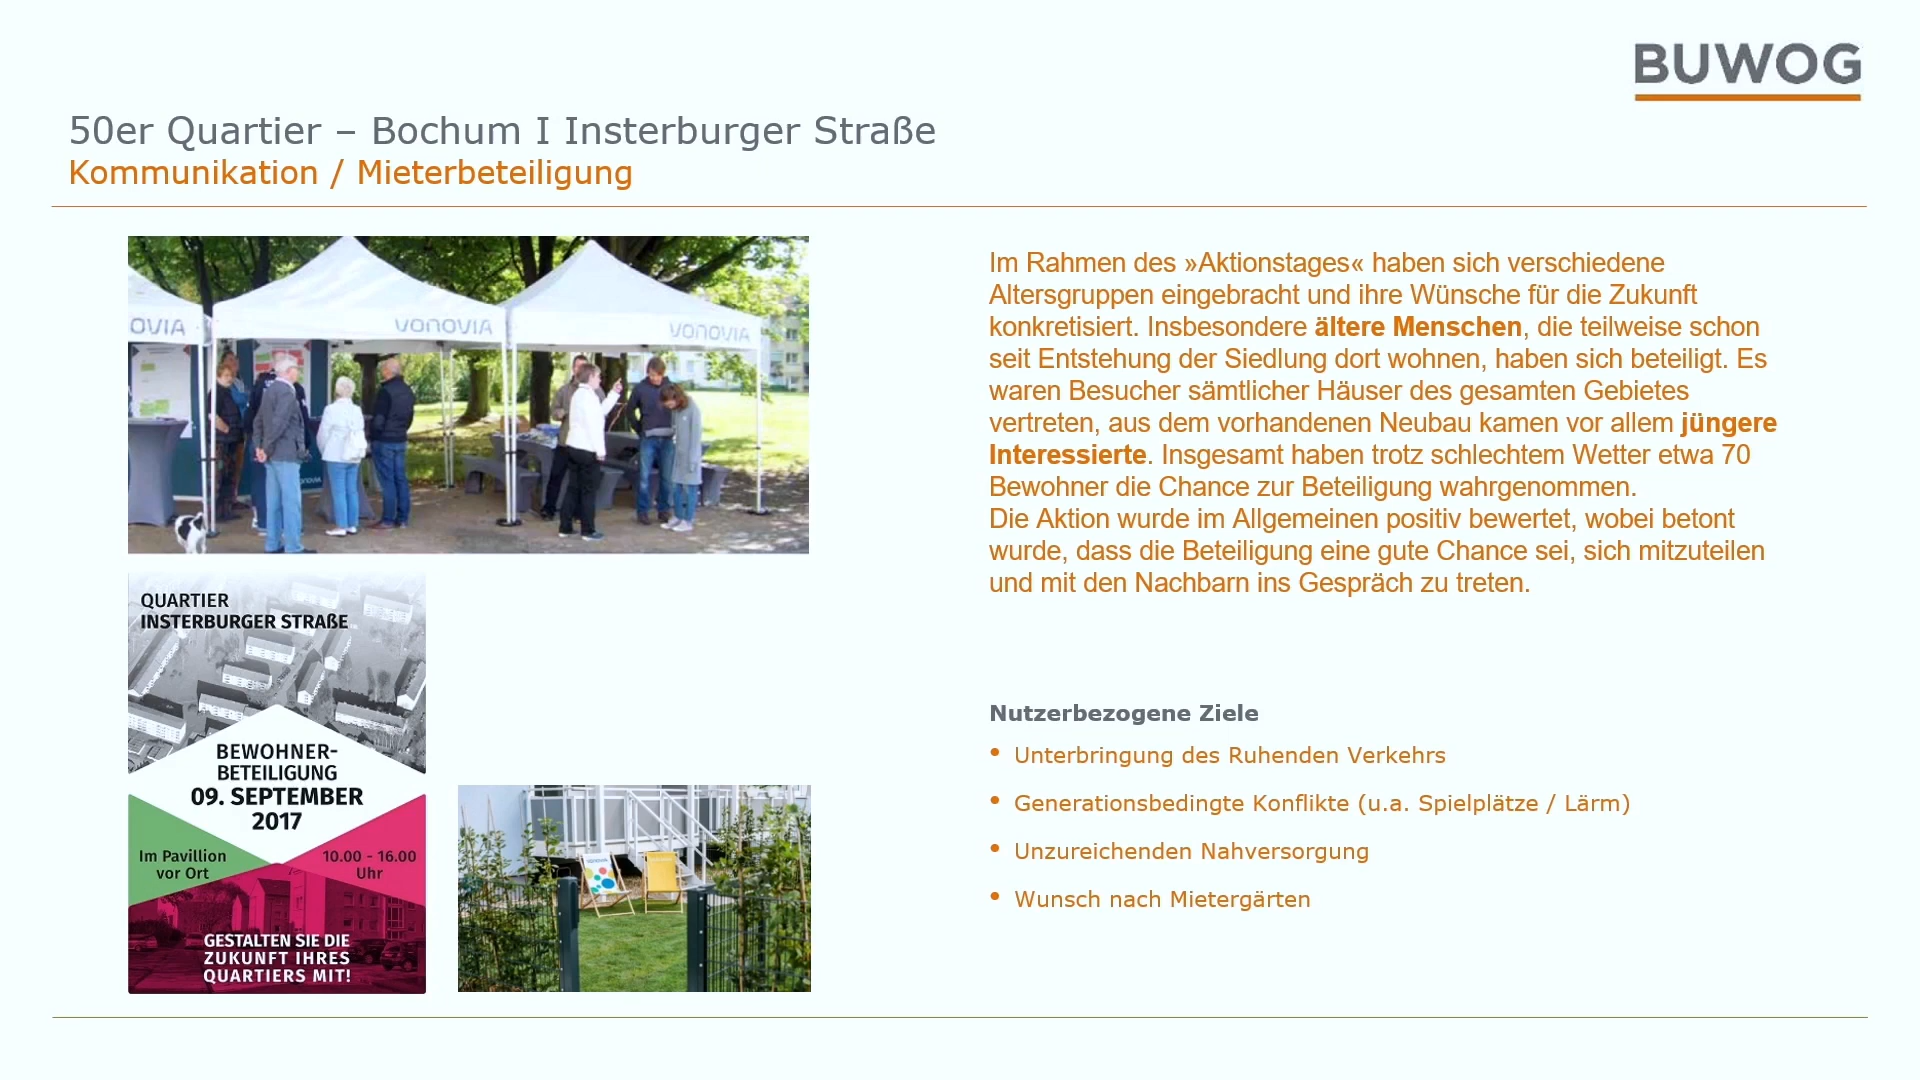 BUWOG
50er Quartier – Bochum I Insterburger Straße
Kommunikation / Mieterbeteiligung
OVIA
VONOVIA
VONOVIA
Im Rahmen des »Aktionstages« haben sich verschiedene
Altersgruppen eingebracht und ihre Wünsche für die Zukunft
konkretisiert. Insbesondere ältere Menschen, die teilweise schon
seit Entstehung der Siedlung dort wohnen, haben sich beteiligt. Es
waren Besucher sämtlicher Häuser des gesamten Gebietes
vertreten, aus dem vorhandenen Neubau kamen vor allem jüngere
Interessierte. Insgesamt haben trotz schlechtem Wetter etwa 70
Bewohner die Chance zur Beteiligung wahrgenommen.
Die Aktion wurde im Allgemeinen positiv bewertet, wobei betont
wurde, dass die Beteiligung eine gute Chance sei, sich mitzuteilen
und mit den Nachbarn ins Gespräch zu treten.
QUARTIER
INSTERBURGER STRAßE
BEWOHNER-
BETEILIGUNG
09. SEPTEMBER
2017
Im Pavillion
vor Ort
10.00 - 16.00
Uhr
GESTALTEN SIE DIE
ZUKUNFT IHRES
QUARTIERS MIT!
Nutzerbezogene Ziele
• Unterbringung des Ruhenden Verkehrs
• Generationsbedingte Konflikte (u.a. Spielplätze / Lärm)
• Unzureichenden Nahversorgung
• Wunsch nach Mietergärten